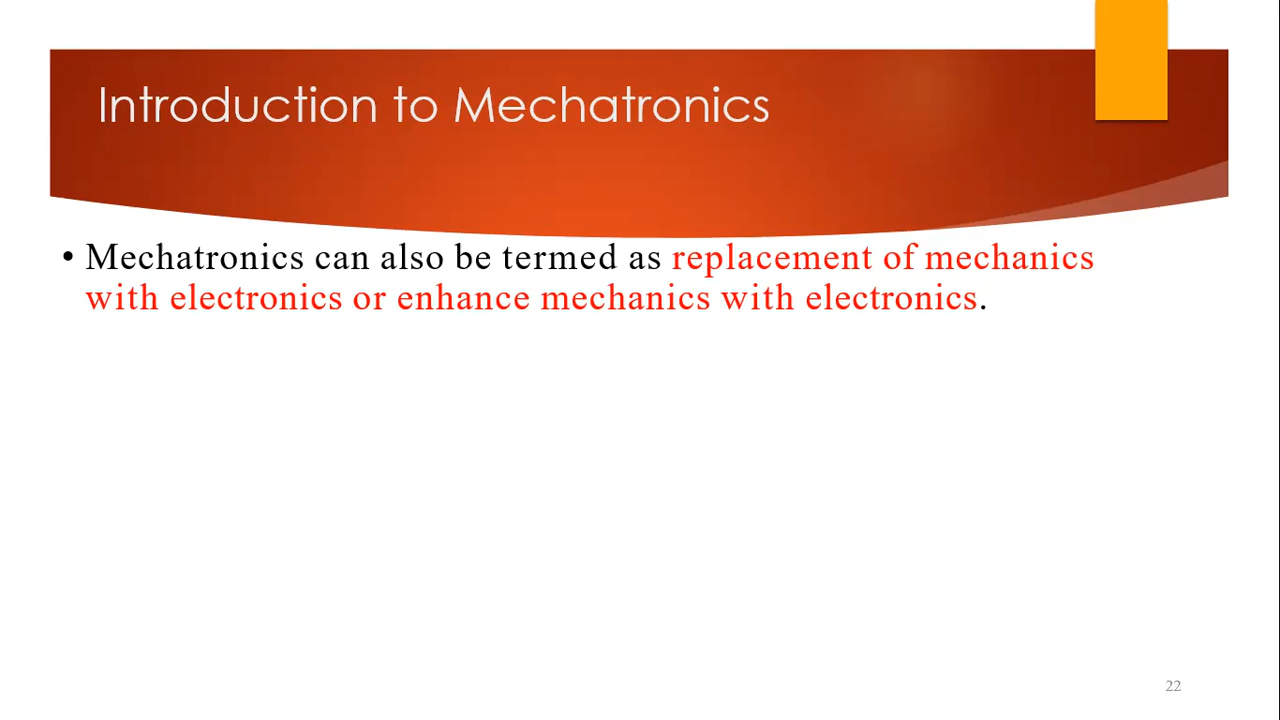 Introduction to Mechatronics
• Mechatronics can also be termed as replacement of mechanics
with electronics or enhance mechanics with electronics.
22